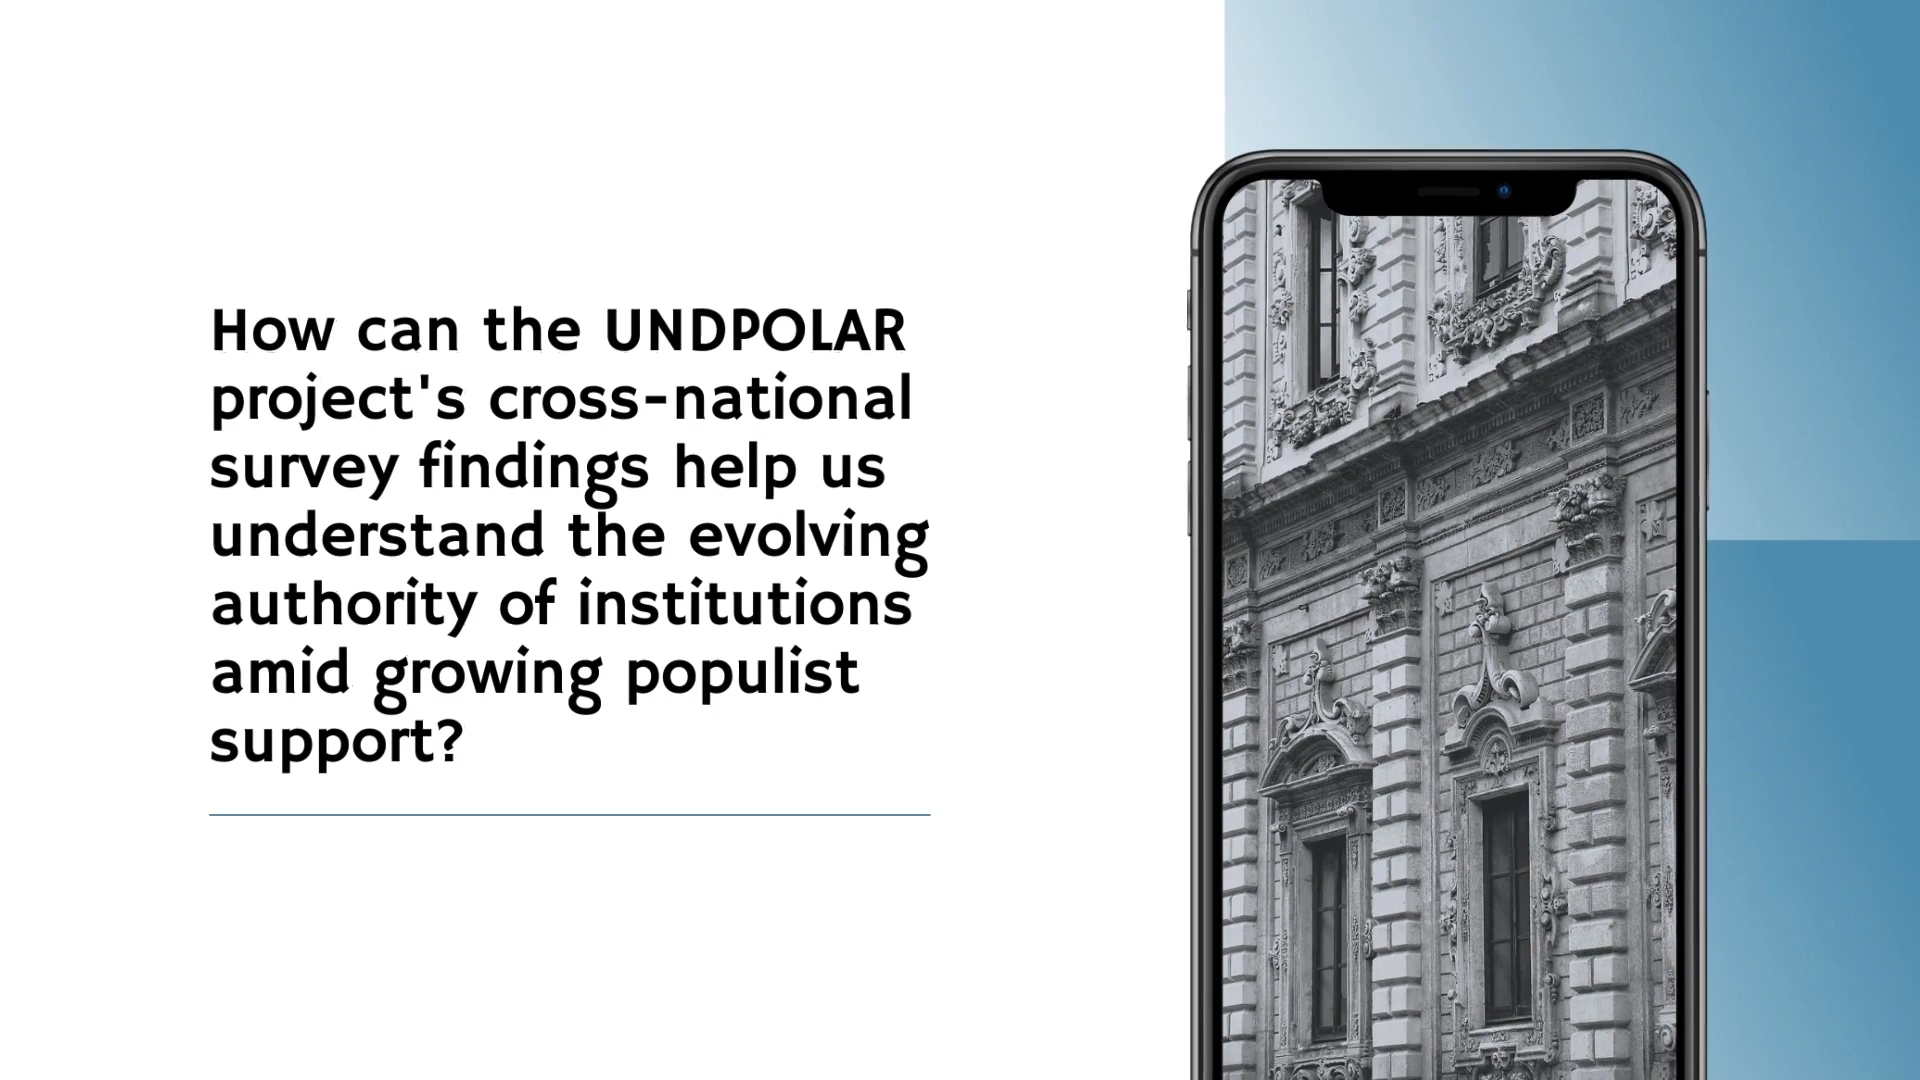 How can the UNDPOLAR
project's cross-national
survey findings help us
understand the evolving
authority of institutions
amid growing populist
support?